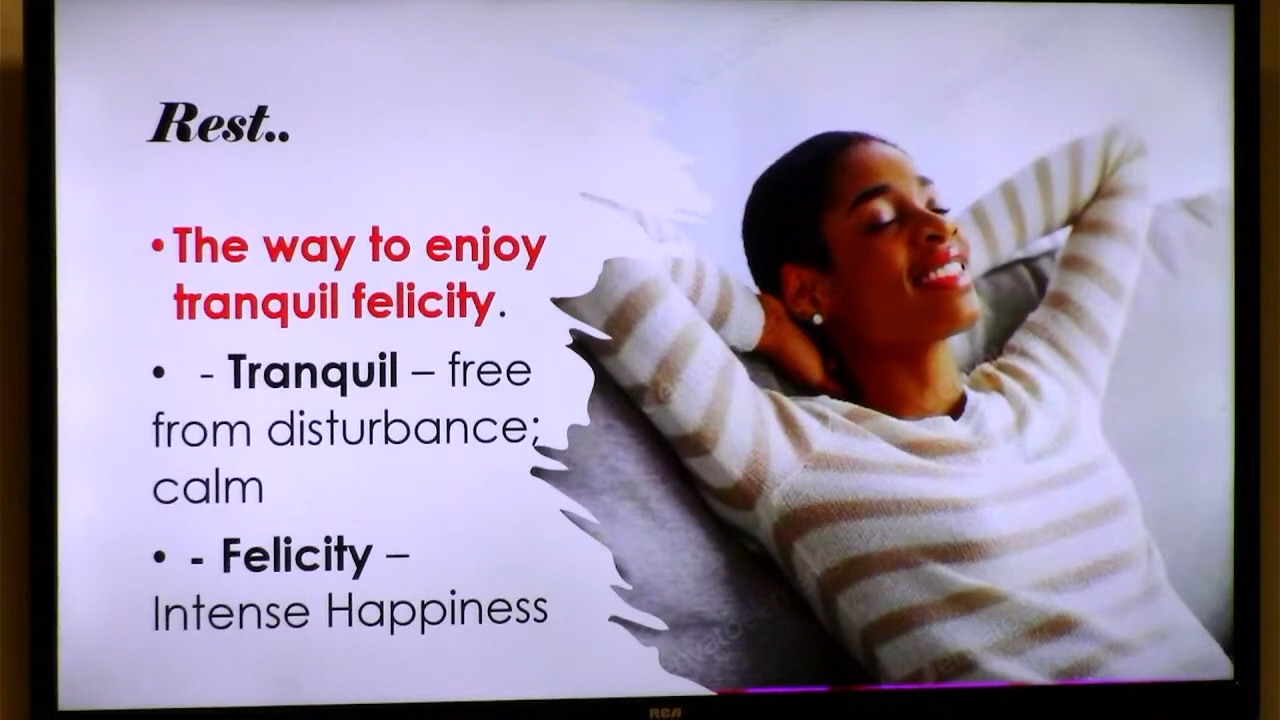 Rest..
•The way to enjoy
tranquil felicity.
• - Tranquil – free
from disturbance;
calm
• - Felicity –
Intense Happiness
RCA